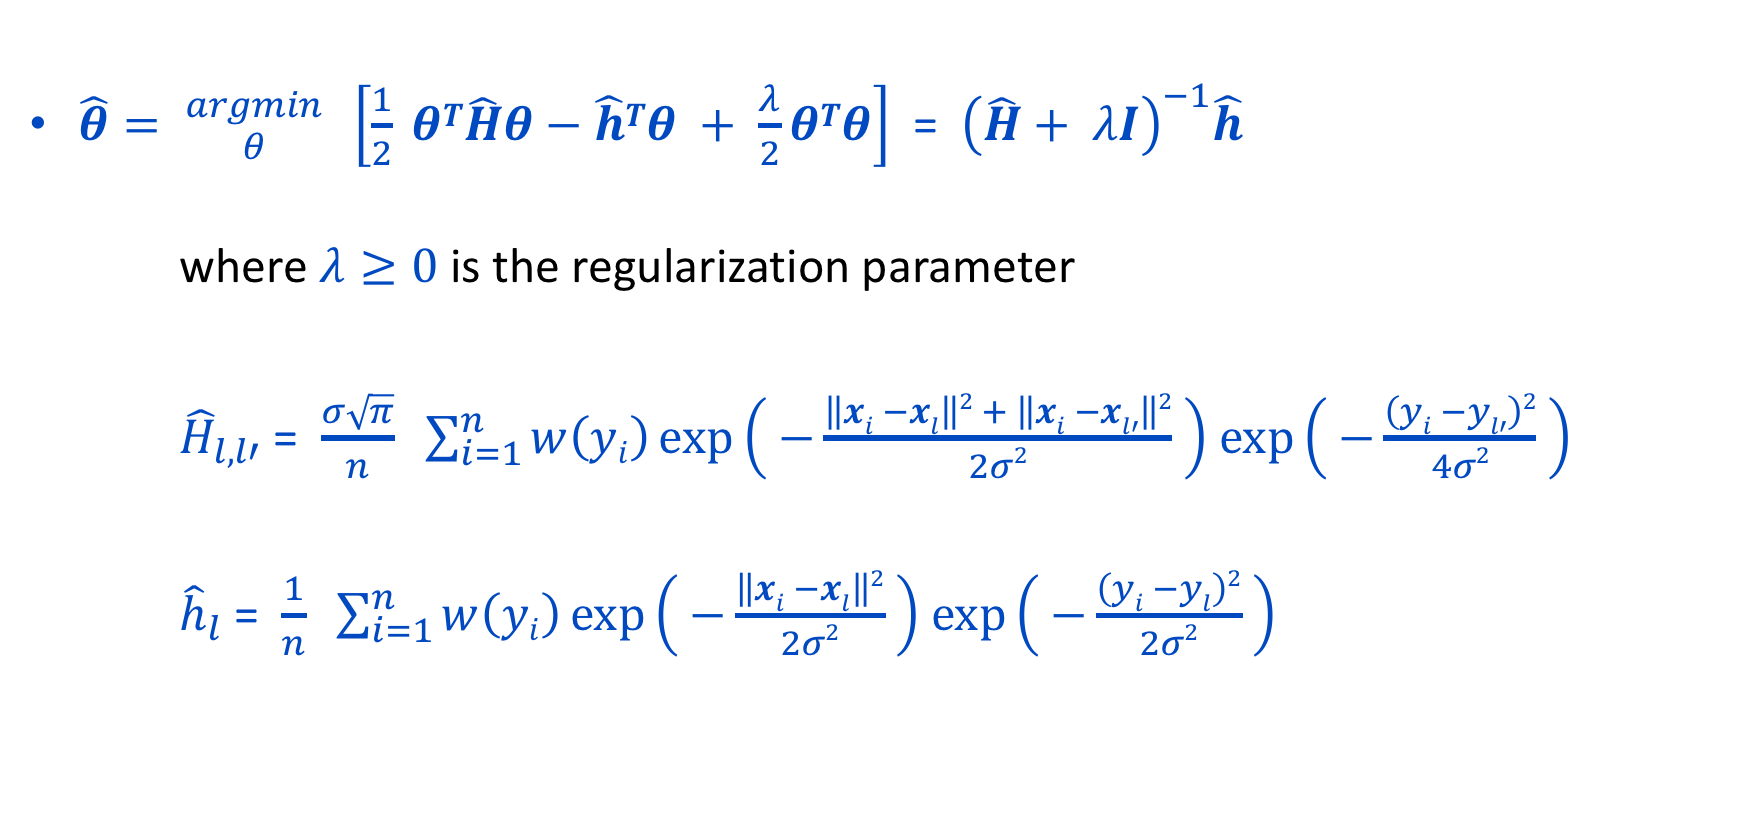 • θ̂ = argmin_θ [1/2 θᵀĤθ − ĥᵀθ + λ/2 θᵀθ] = (Ĥ + λI)⁻¹ĥ
where λ ≥ 0 is the regularization parameter
Ĥ_{l,l′} = σ√π/n ∑_{i=1}^{n} w(y_i) exp(−(‖x_i − x_l‖² + ‖x_i − x_{l′}‖²)/2σ²) exp(−(y_i − y_{l′})²/4σ²)
ĥ_l = 1/n ∑_{i=1}^{n} w(y_i) exp(−‖x_i − x_l‖²/2σ²) exp(−(y_i − y_l)²/2σ²)